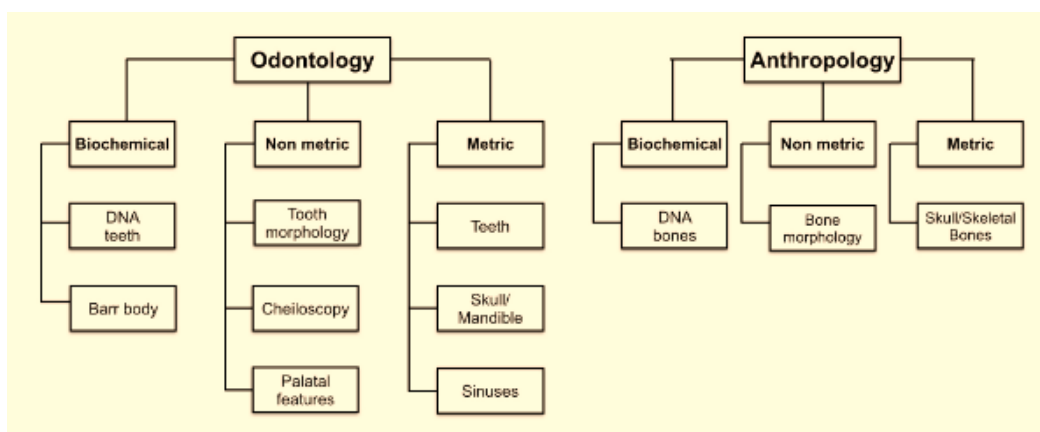 Odontology
Anthropology
Biochemical
Non metric
Metric
Biochemical
Non metric
Metric
DNA
teeth
Tooth
morphology
Teeth
DNA
bones
Bone
morphology
Skull/Skeletal
Bones
Barr body
Cheiloscopy
Skull/
Mandible
Palatal
features
Sinuses